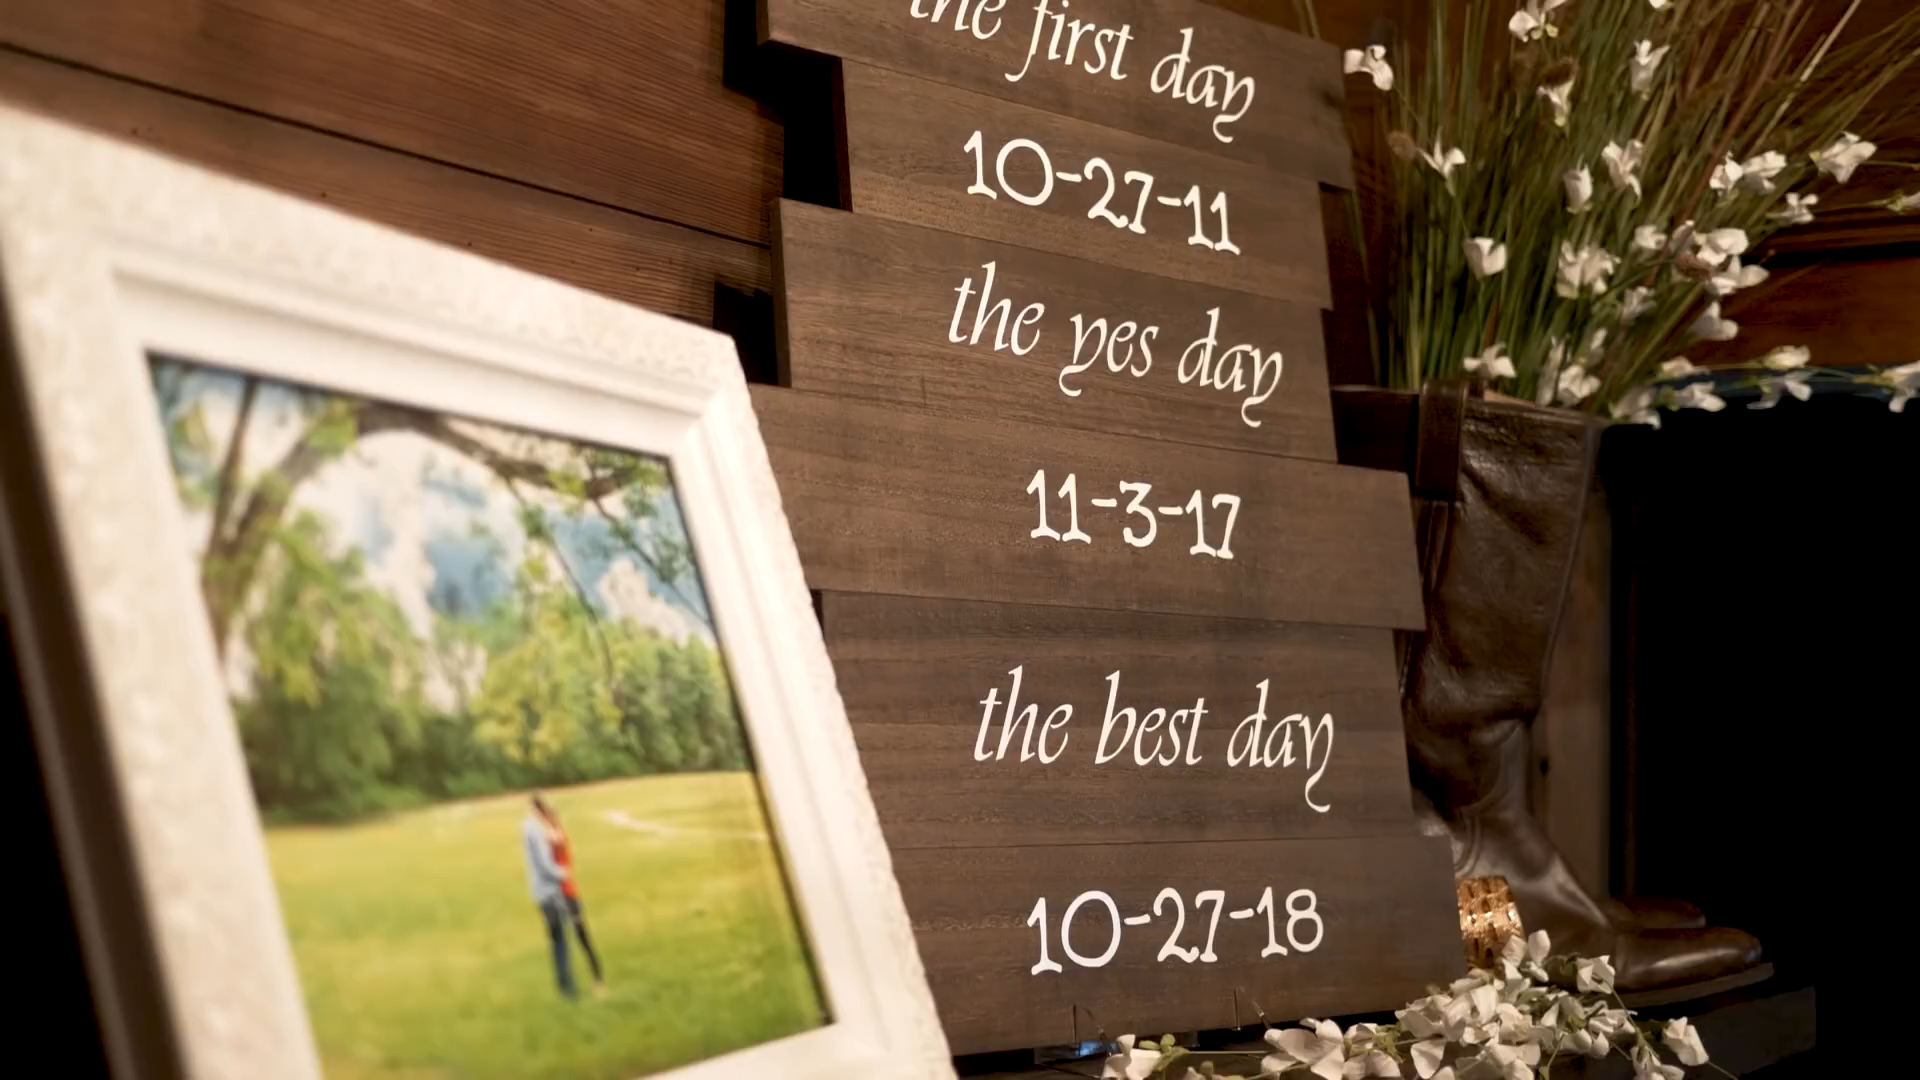 the first day
10-27-11
the yes day
11-3-17
the best day
10-27-18